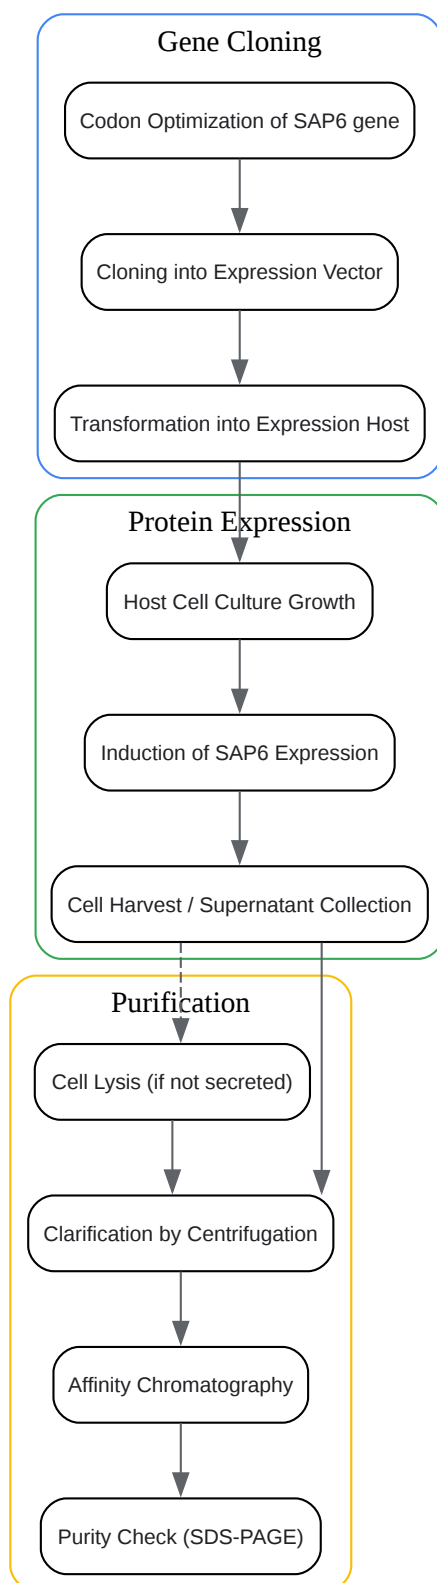 Gene Cloning
Codon Optimization of SAP6 gene
Cloning into Expression Vector
Transformation into Expression Host
Protein Expression
Host Cell Culture Growth
Induction of SAP6 Expression
Cell Harvest / Supernatant Collection
Purification
Cell Lysis (if not secreted)
Clarification by Centrifugation
Affinity Chromatography
Purity Check (SDS-PAGE)